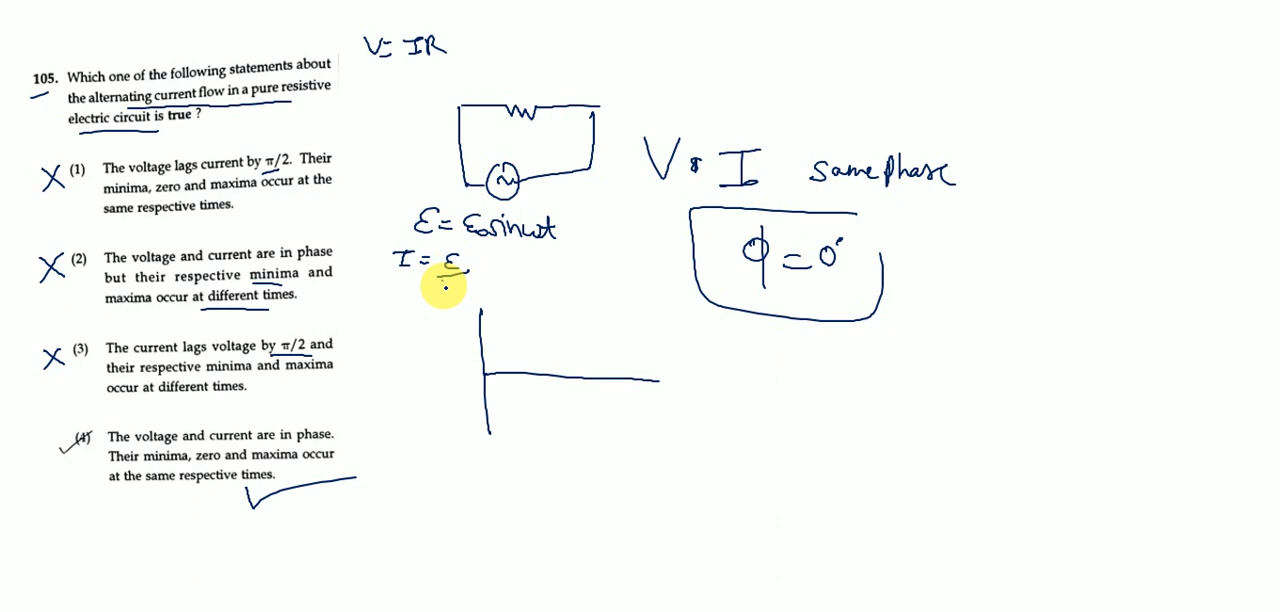 V= IR
105. Which one of the following statements about
the alternating current flow in a pure resistive
electric circuit is true ?
(1) The voltage lags current by π/2. Their
minima, zero and maxima occur at the
same respective times.
(2) The voltage and current are in phase
but their respective minima and
maxima occur at different times.
(3) The current lags voltage by π/2 and
their respective minima and maxima
occur at different times.
(4) The voltage and current are in phase.
Their minima, zero and maxima occur
at the same respective times.
ε = ε₀sinωt
I = ε
V & I same phase
ϕ = 0°